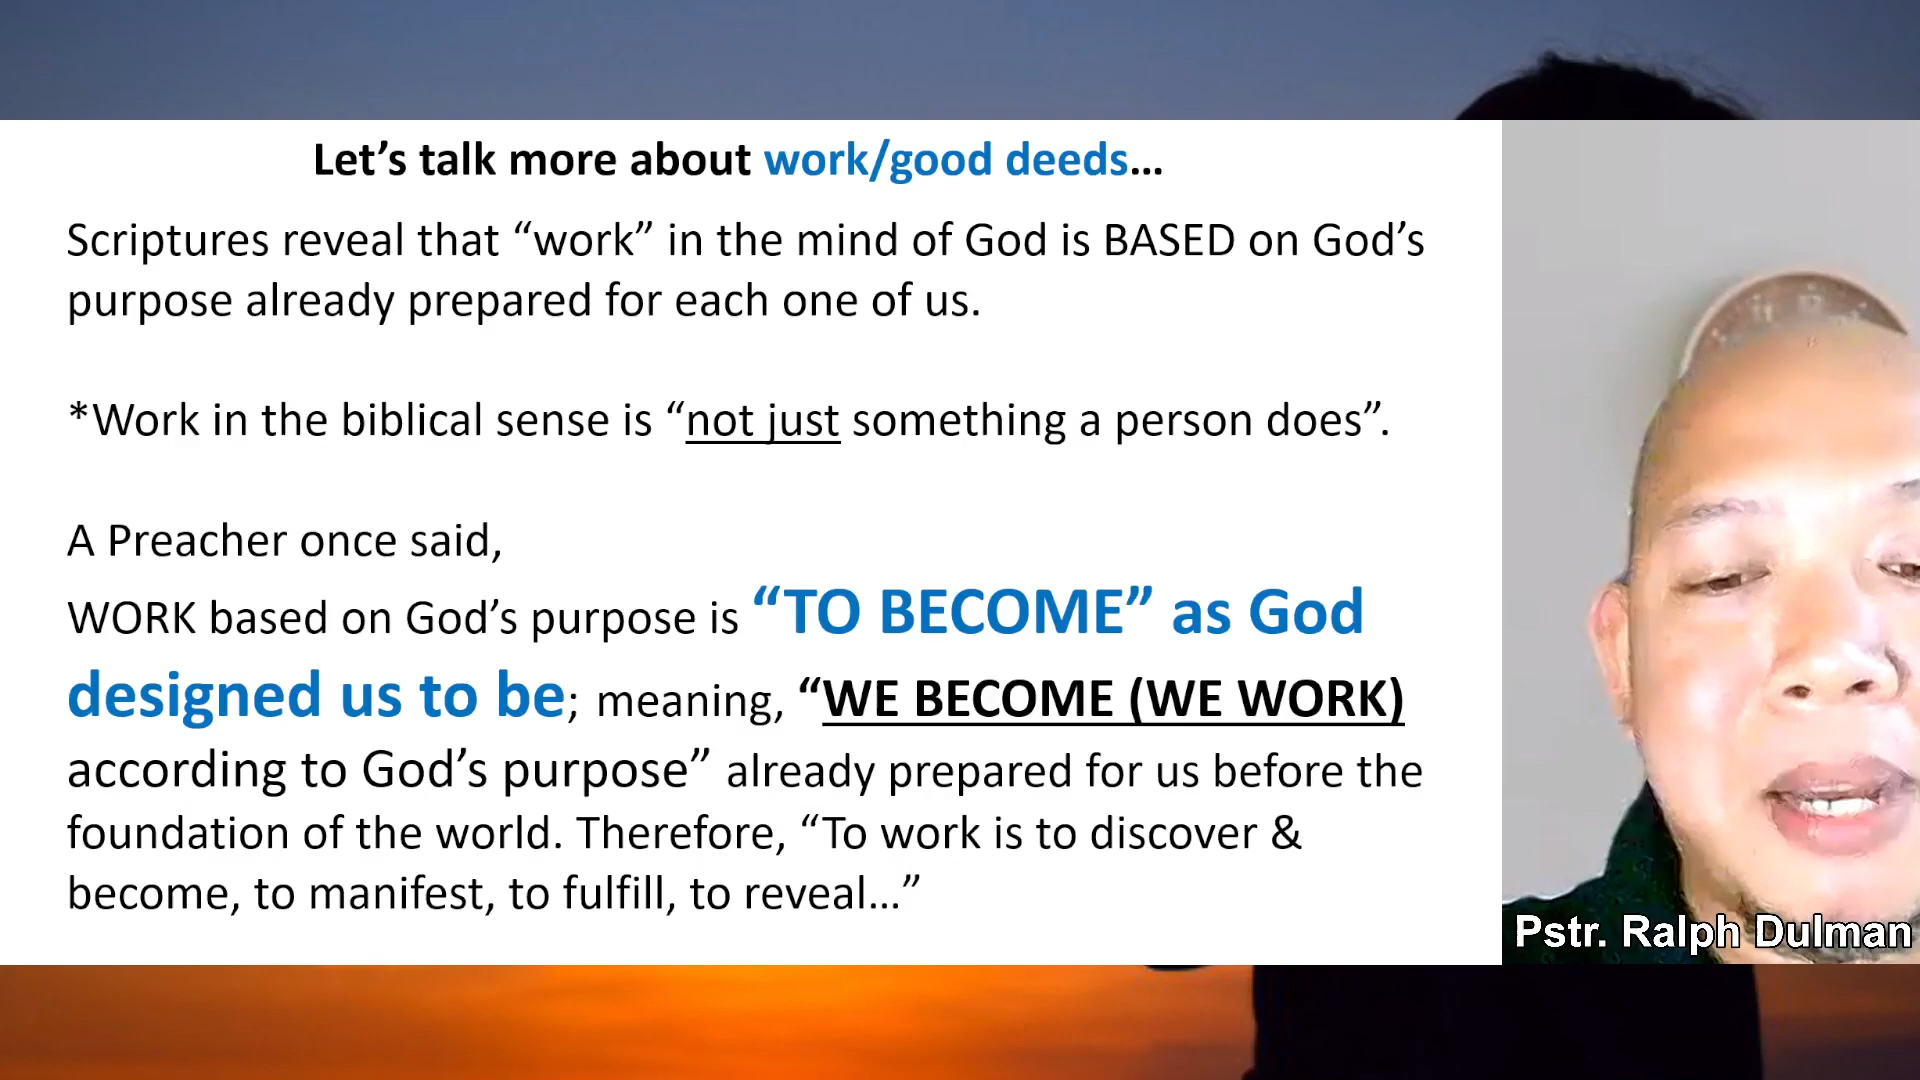 Let’s talk more about work/good deeds…
Scriptures reveal that “work” in the mind of God is BASED on God’s
purpose already prepared for each one of us.
*Work in the biblical sense is “not just something a person does”.
A Preacher once said,
WORK based on God’s purpose is “TO BECOME” as God
designed us to be; meaning, “WE BECOME (WE WORK)
according to God’s purpose” already prepared for us before the
foundation of the world. Therefore, “To work is to discover &
become, to manifest, to fulfill, to reveal…”
Pstr. Ralph Dulman